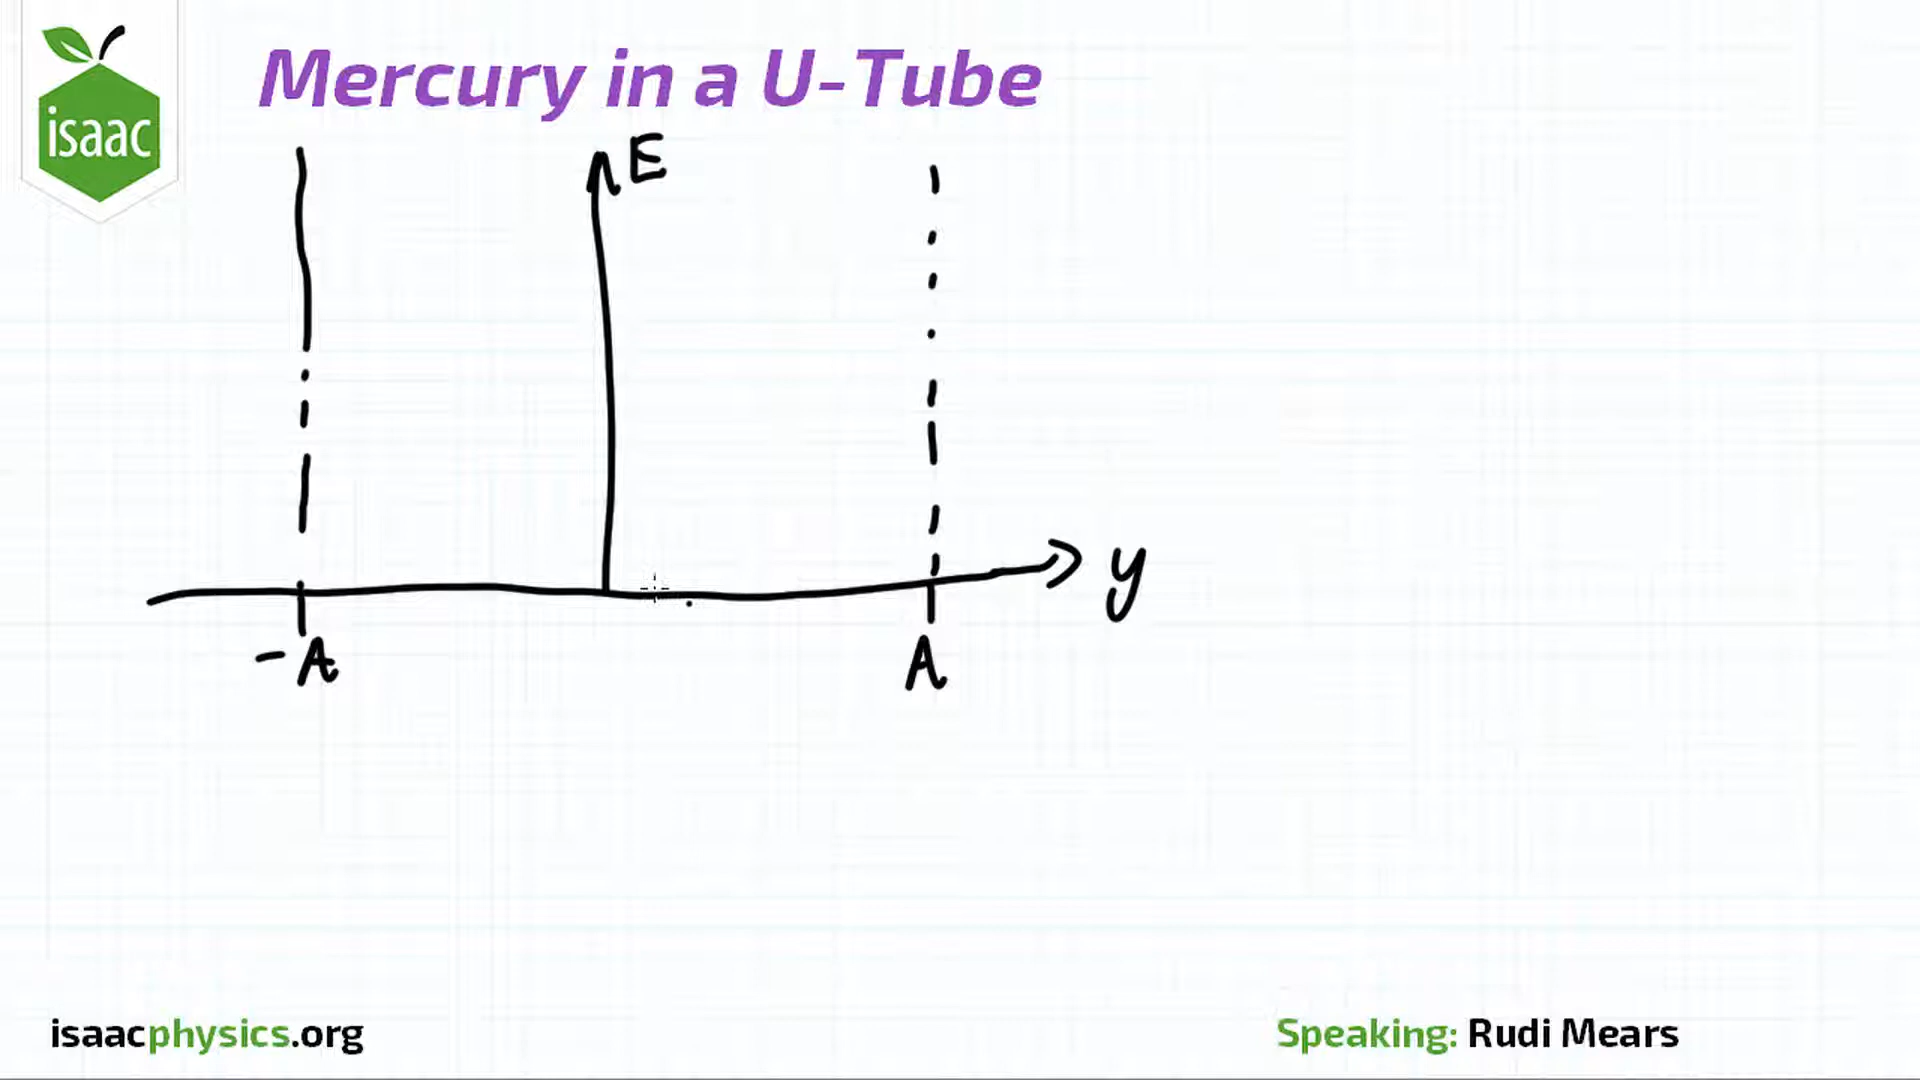 isaac
Mercury in a U-Tube
E
y
-A
A
isaacphysics.org
Speaking: Rudi Mears